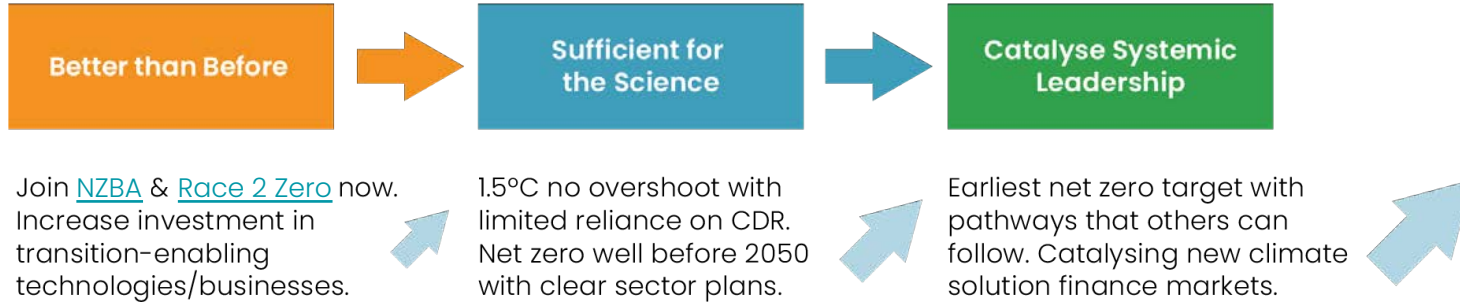 Better than Before
Sufficient for
the Science
Catalyse Systemic
Leadership
Join NZBA & Race 2 Zero now.
Increase investment in
transition-enabling
technologies/businesses.
1.5°C no overshoot with
limited reliance on CDR.
Net zero well before 2050
with clear sector plans.
Earliest net zero target with
pathways that others can
follow. Catalysing new climate
solution finance markets.